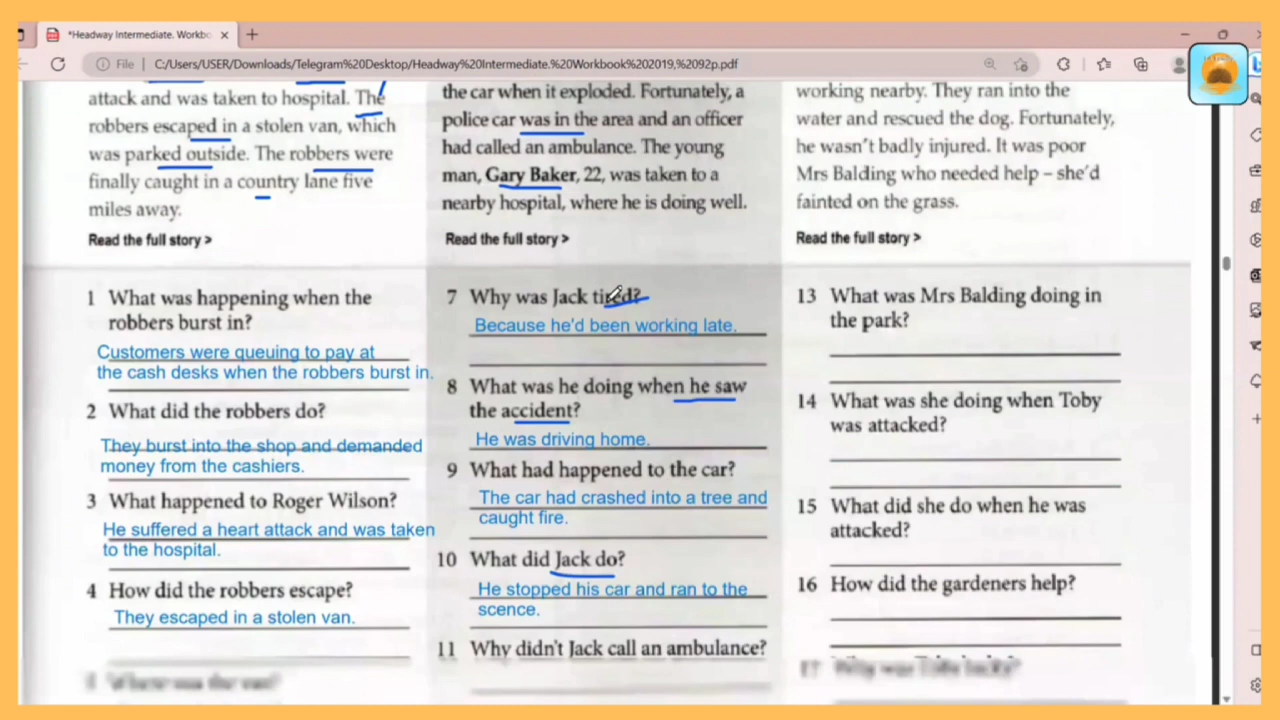 *Headway Intermediate. Workbo
File
C:/Users/USER/Downloads/Telegram%20Desktop/Headway%20Intermediate.%20Workbook%202019,%2092p.pdf
attack and was taken to hospital. The
robbers escaped in a stolen van, which
was parked outside. The robbers were
finally caught in a country lane five
miles away.
Read the full story >
1 What was happening when the
robbers burst in?
Customers were queuing to pay at
the cash desks when the robbers burst in.
2 What did the robbers do?
They burst into the shop and demanded
money from the cashiers.
3 What happened to Roger Wilson?
He suffered a heart attack and was taken
to the hospital.
4 How did the robbers escape?
They escaped in a stolen van.
the car when it exploded. Fortunately, a
police car was in the area and an officer
had called an ambulance. The young
man, Gary Baker, 22, was taken to a
nearby hospital, where he is doing well.
Read the full story >
7 Why was Jack tired?
Because he'd been working late.
8 What was he doing when he saw
the accident?
He was driving home.
9 What had happened to the car?
The car had crashed into a tree and
caught fire.
10 What did Jack do?
He stopped his car and ran to the
scence.
11 Why didn't Jack call an ambulance?
working nearby. They ran into the
water and rescued the dog. Fortunately,
he wasn't badly injured. It was poor
Mrs Balding who needed help – she'd
fainted on the grass.
Read the full story >
13 What was Mrs Balding doing in
the park?
14 What was she doing when Toby
was attacked?
15 What did she do when he was
attacked?
16 How did the gardeners help?
17 Why was Toby lucky?